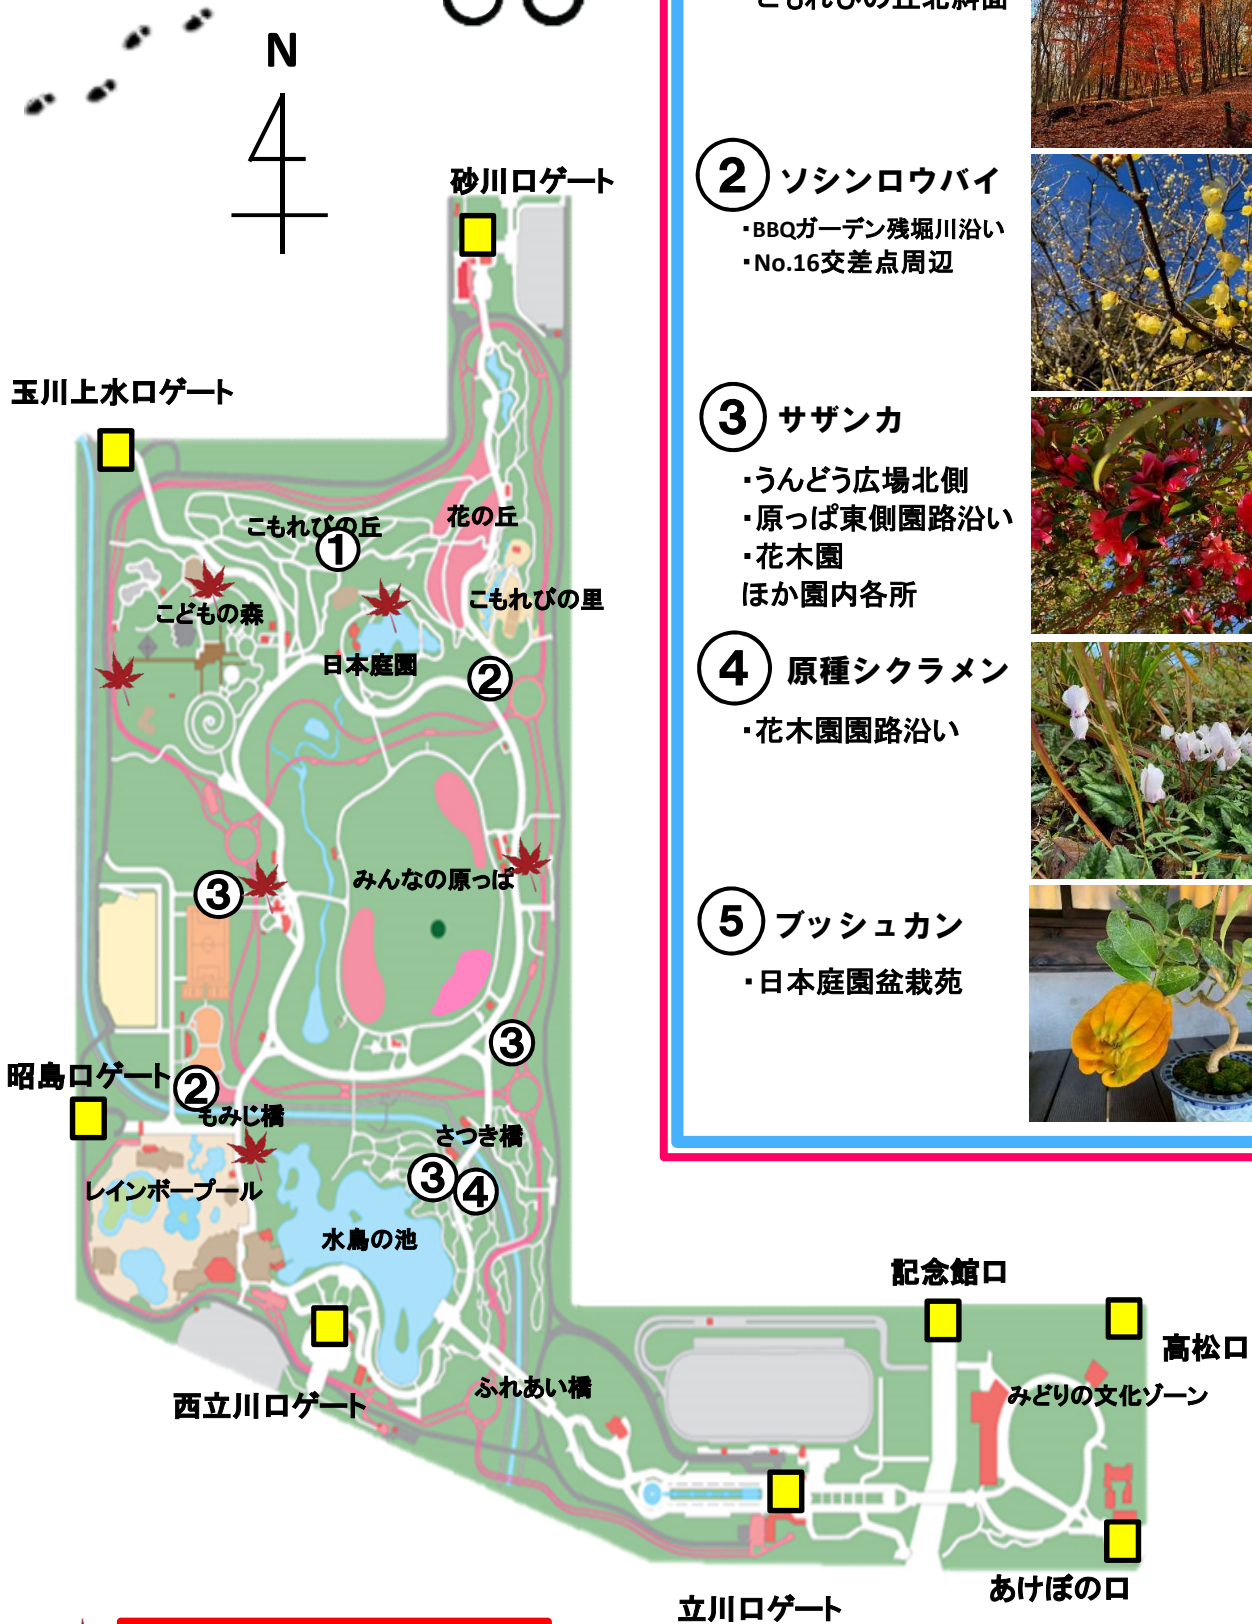 こもれびの丘北斜面
N
② ソシンロウバイ
・BBQガーデン残堀川沿い
・No.16交差点周辺
③ サザンカ
・うんどう広場北側
・原っぱ東側園路沿い
・花木園
ほか園内各所
④ 原種シクラメン
・花木園園路沿い
⑤ ブッシュカン
・日本庭園盆栽苑
砂川口ゲート
玉川上水口ゲート
こもれびの丘
①
花の丘
こもれびの里
こどもの森
日本庭園
②
みんなの原っぱ
③
③
昭島口ゲート
②
もみじ橋
さつき橋
③
④
レインボープール
水鳥の池
記念館口
高松口
西立川口ゲート
ふれあい橋
みどりの文化ゾーン
あけぼの口
立川口ゲート